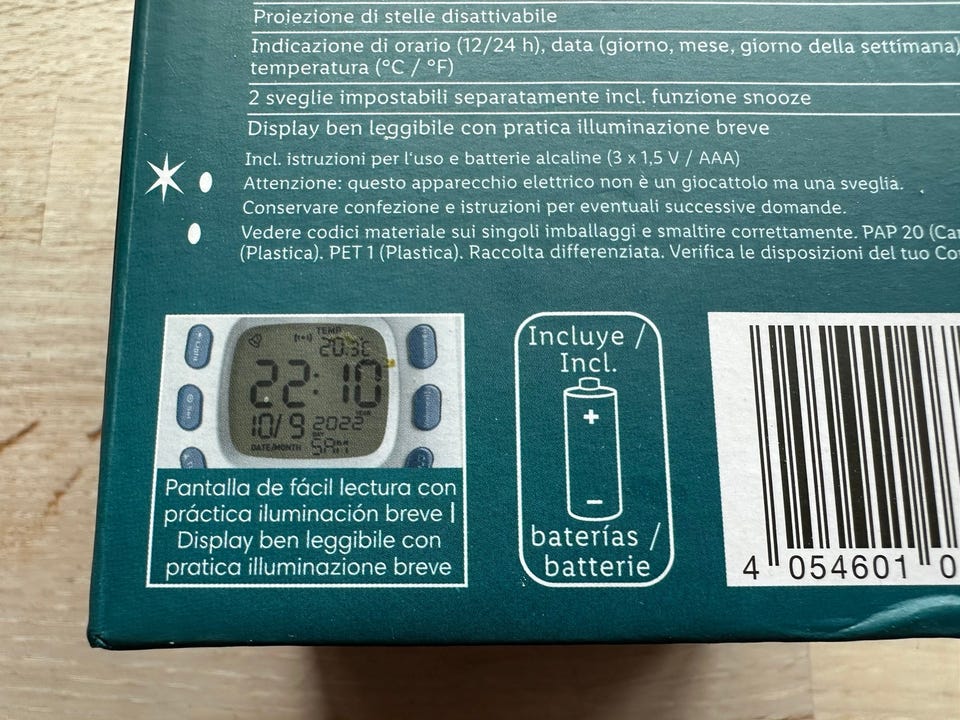 Proiezione di stelle disattivabile
Indicazione di orario (12/24 h), data (giorno, mese, giorno della settimana)
temperatura (°C / °F)
2 sveglie impostabili separatamente incl. funzione snooze
Display ben leggibile con pratica illuminazione breve
Incl. istruzioni per l'uso e batterie alcaline (3 x 1,5 V / AAA)
Attenzione: questo apparecchio elettrico non è un giocattolo ma una sveglia.
Conservare confezione e istruzioni per eventuali successive domande.
Vedere codici materiale sui singoli imballaggi e smaltire correttamente. PAP 20
(Plastica). PET 1 (Plastica). Raccolta differenziata. Verifica le disposizioni del tuo
TEMP
22:10
YEAR
10/9 2022
DAY
DATE/MONTH
Pantalla de fácil lectura con
práctica iluminación breve |
Display ben leggibile con
pratica illuminazione breve
Incluye /
Incl.
+
−
baterías /
batterie
4 054601 0